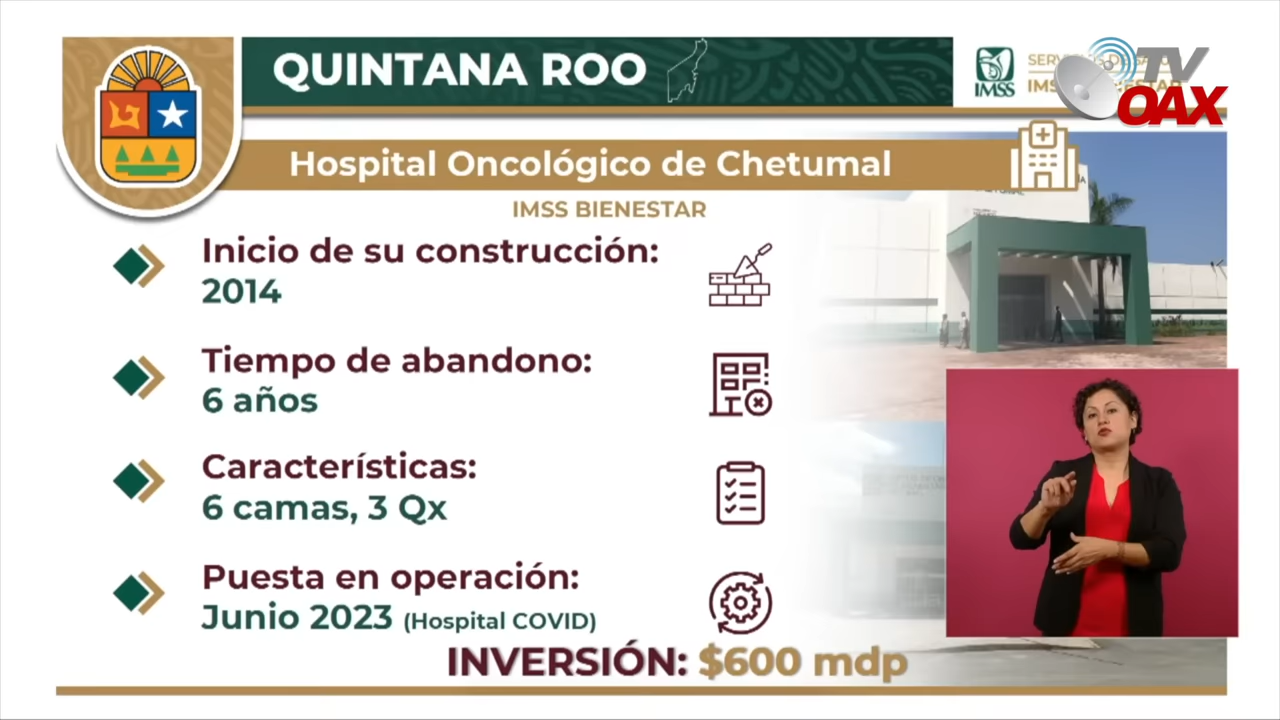 QUINTANA ROO
IMSS
TV
OAX
Hospital Oncológico de Chetumal
IMSS BIENESTAR
Inicio de su construcción:
2014
Tiempo de abandono:
6 años
Características:
6 camas, 3 Qx
Puesta en operación:
Junio 2023 (Hospital COVID)
INVERSIÓN: $600 mdp